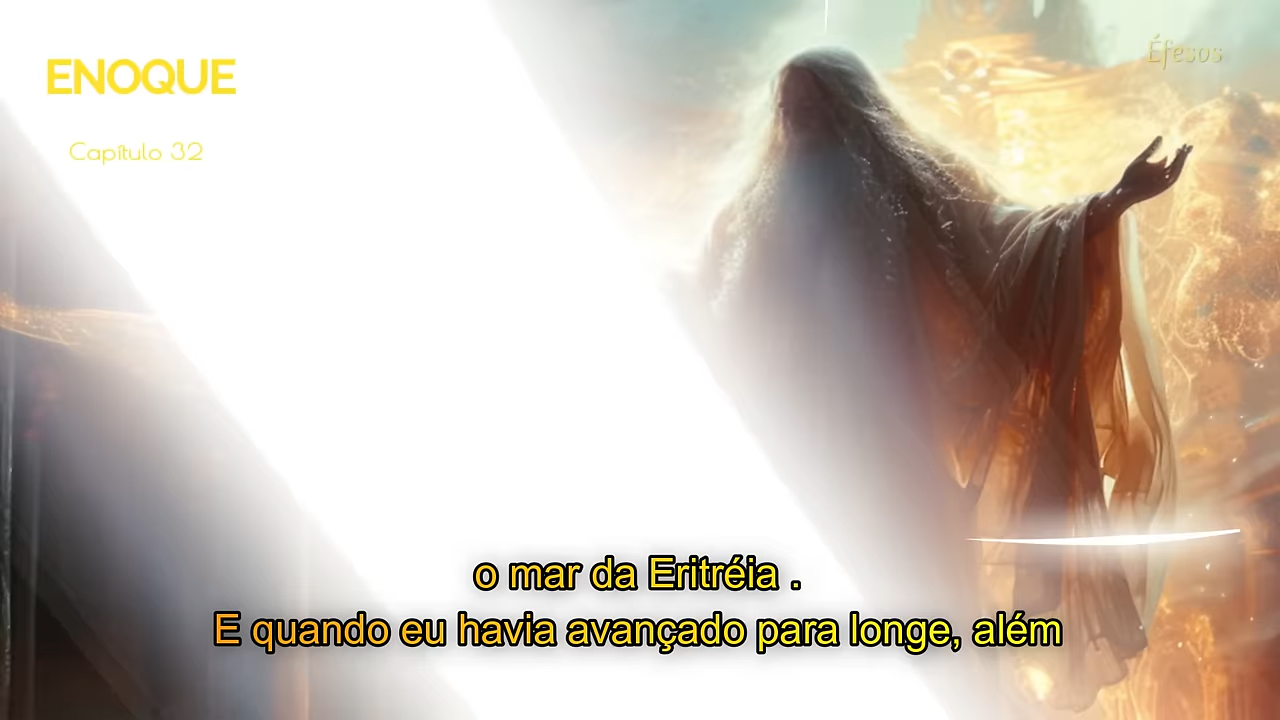 ENOQUE
Éfesos
Capítulo 32
o mar da Eritréia .
E quando eu havia avançado para longe, além